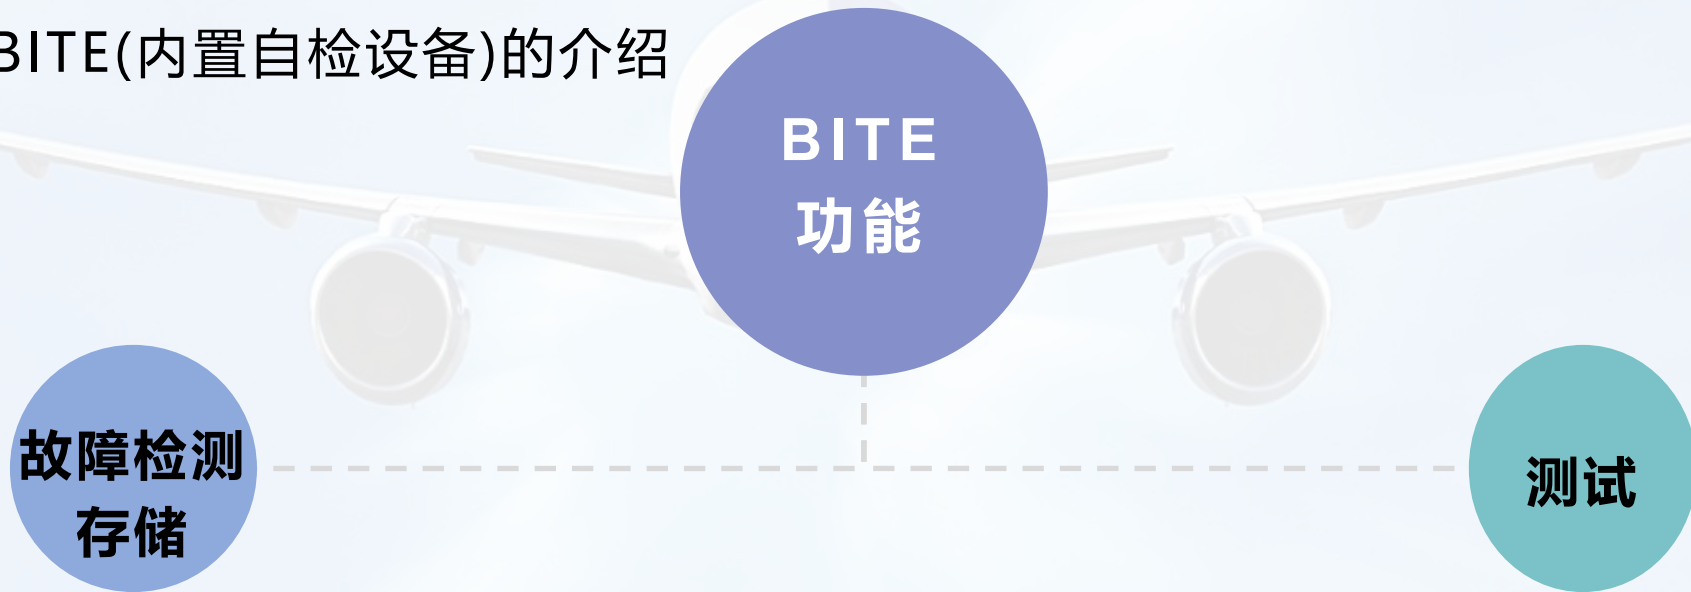 BITE(内置自检设备)的介绍
BITE
功能
故障检测
存储
测试